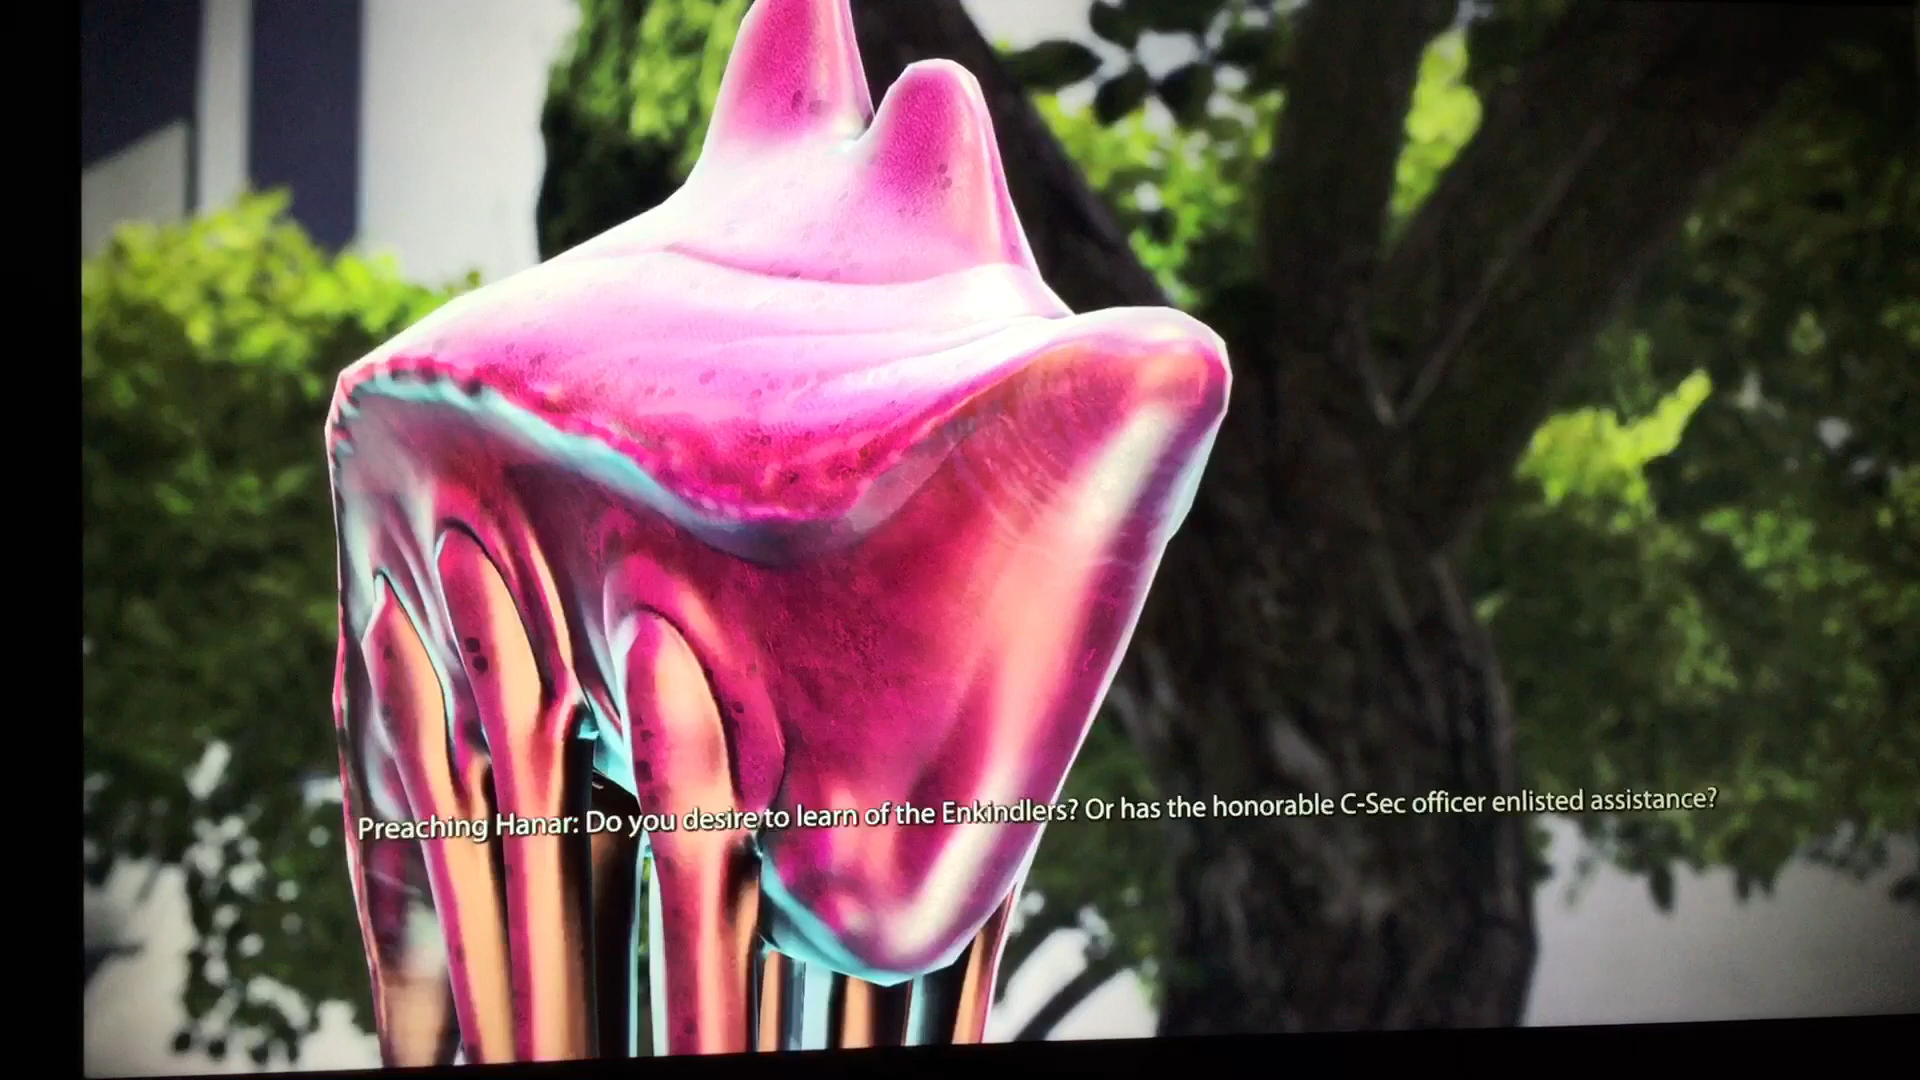 Preaching Hanar: Do you desire to learn of the Enkindlers? Or has the honorable C-Sec officer enlisted assistance?